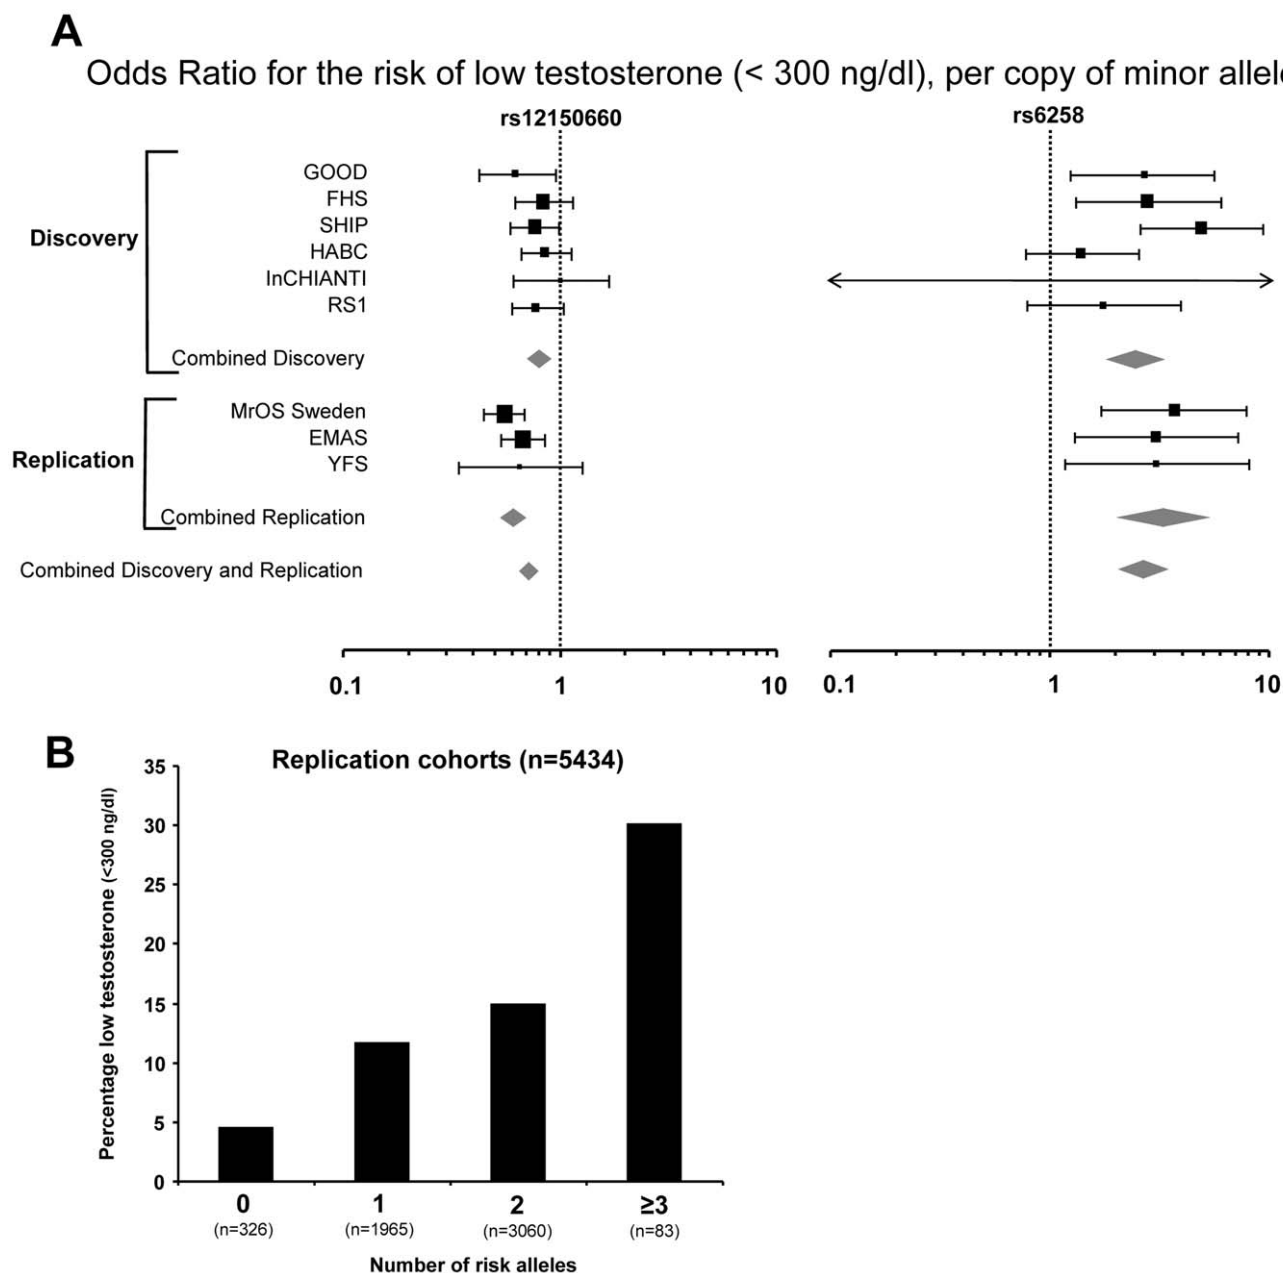 A
Odds Ratio for the risk of low testosterone (< 300 ng/dl), per copy of minor allele
rs12150660
rs6258
Discovery
GOOD
FHS
SHIP
HABC
InCHIANTI
RS1
Combined Discovery
Replication
MrOS Sweden
EMAS
YFS
Combined Replication
Combined Discovery and Replication
0.1 1 10
0.1 1 10
B
Replication cohorts (n=5434)
Percentage low testosterone (<300 ng/dl)
35
30
25
20
15
10
5
0
0 1 2 ≥3
(n=326) (n=1965) (n=3060) (n=83)
Number of risk alleles